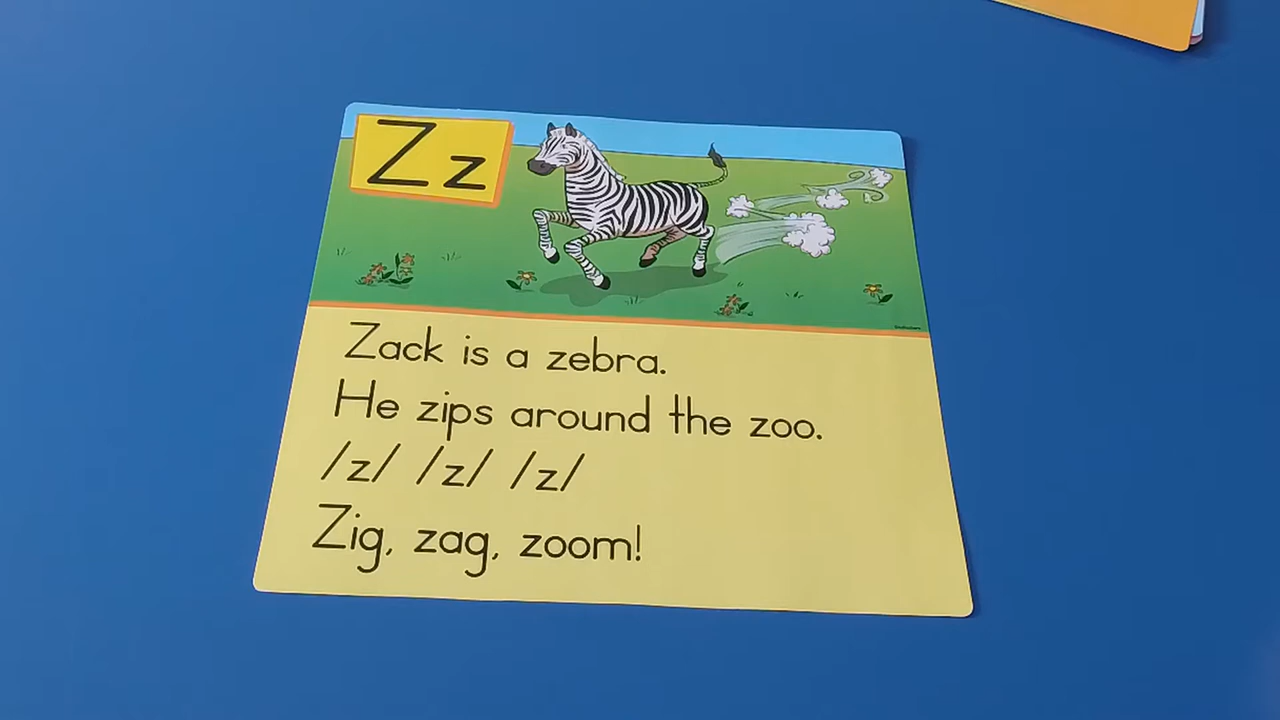 Zz
Zack is a zebra.
He zips around the zoo.
/z/ /z/ /z/
Zig, zag, zoom!